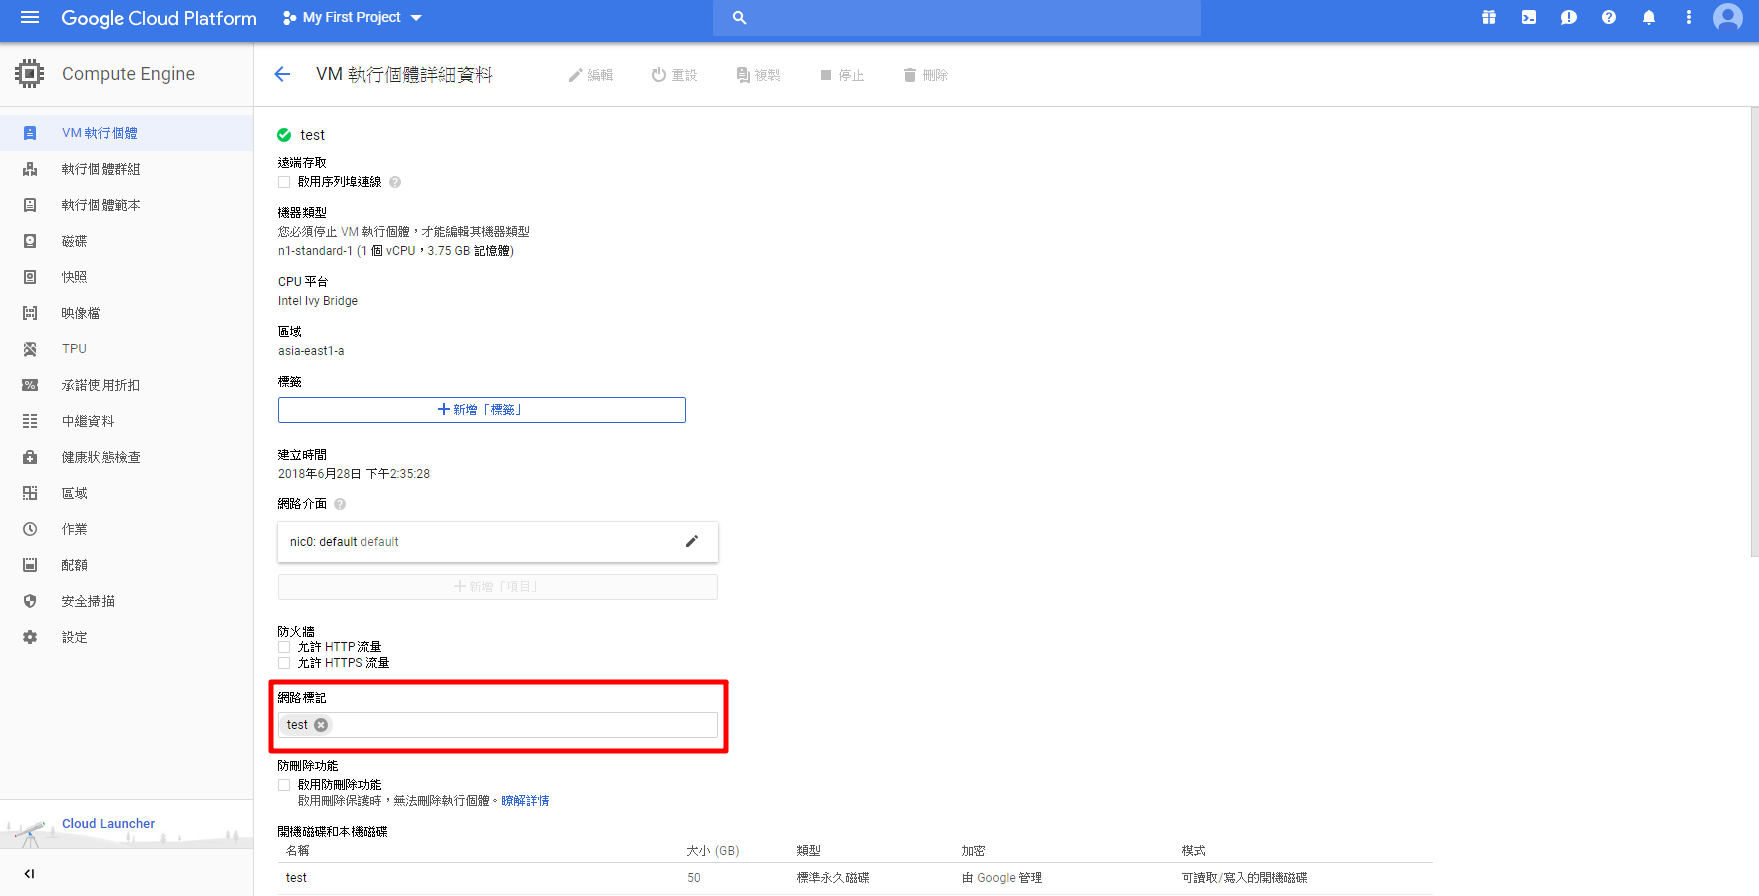 Google Cloud Platform
My First Project
Compute Engine
VM 執行個體
執行個體群組
執行個體範本
磁碟
快照
映像檔
TPU
承諾使用折扣
中繼資料
健康狀態檢查
區域
作業
配額
安全掃描
設定
Cloud Launcher
VM 執行個體詳細資料
編輯
重設
複製
停止
刪除
test
遠端存取
啟用序列埠連線
機器類型
您必須停止 VM 執行個體，才能編輯其機器類型
n1-standard-1 (1 個 vCPU，3.75 GB 記憶體)
CPU 平台
Intel Ivy Bridge
區域
asia-east1-a
標籤
新增「標籤」
建立時間
2018年6月28日 下午2:35:28
網路介面
nic0: default default
新增「項目」
防火牆
允許 HTTP 流量
允許 HTTPS 流量
網路標記
test
防刪除功能
啟用防刪除功能
啟用刪除保護時，無法刪除執行個體。瞭解詳情
開機磁碟和本機磁碟
名稱 大小 (GB) 類型 加密 模式
test 50 標準永久磁碟 由 Google 管理 可讀取/寫入的開機磁碟